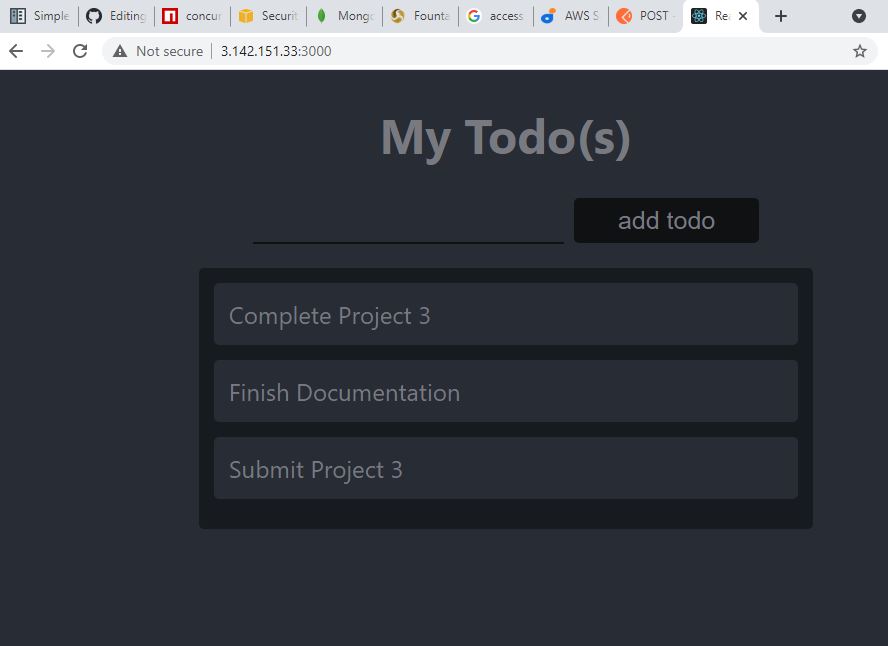 Simple Editing concur Securit Mongo Founta access AWS S POST - Rea
Not secure 3.142.151.33:3000
My Todo(s)
add todo
Complete Project 3
Finish Documentation
Submit Project 3